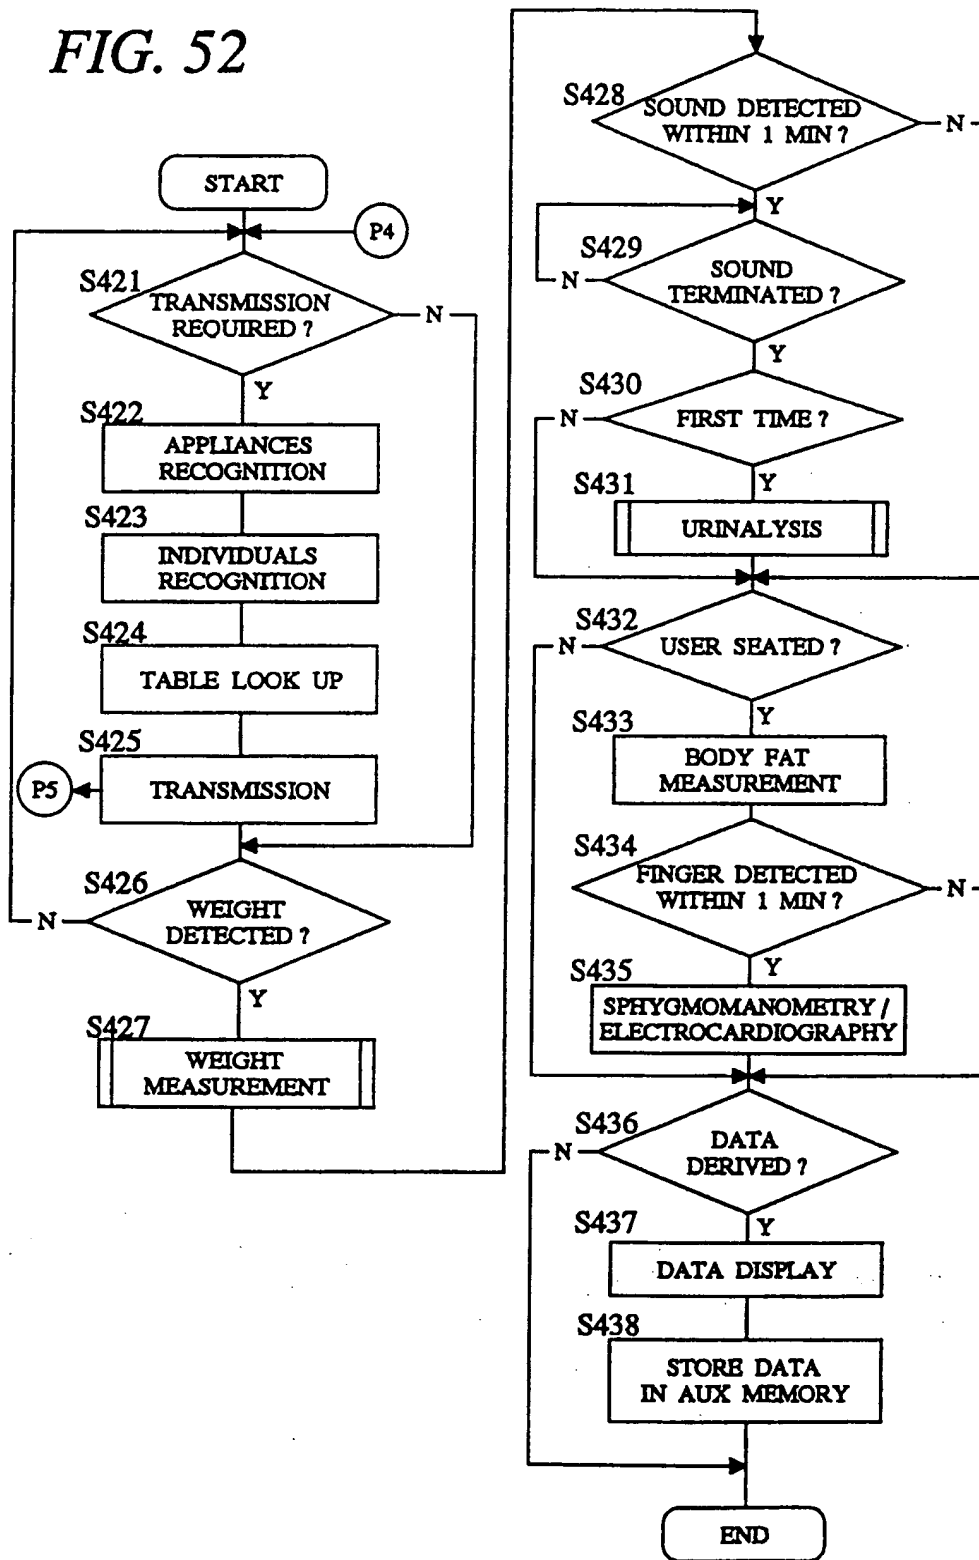 FIG. 52
START
P4
S421
TRANSMISSION
REQUIRED ?
N
Y
S422
APPLIANCES
RECOGNITION
S423
INDIVIDUALS
RECOGNITION
S424
TABLE LOOK UP
S425
P5
TRANSMISSION
S426
N
WEIGHT
DETECTED ?
Y
S427
WEIGHT
MEASUREMENT
S428
SOUND DETECTED
WITHIN 1 MIN ?
N
Y
S429
N
SOUND
TERMINATED ?
Y
S430
N
FIRST TIME ?
Y
S431
URINALYSIS
S432
N
USER SEATED ?
Y
S433
BODY FAT
MEASUREMENT
S434
FINGER DETECTED
WITHIN 1 MIN ?
N
Y
S435
SPHYGMOMANOMETRY /
ELECTROCARDIOGRAPHY
S436
N
DATA
DERIVED ?
Y
S437
DATA DISPLAY
S438
STORE DATA
IN AUX MEMORY
END